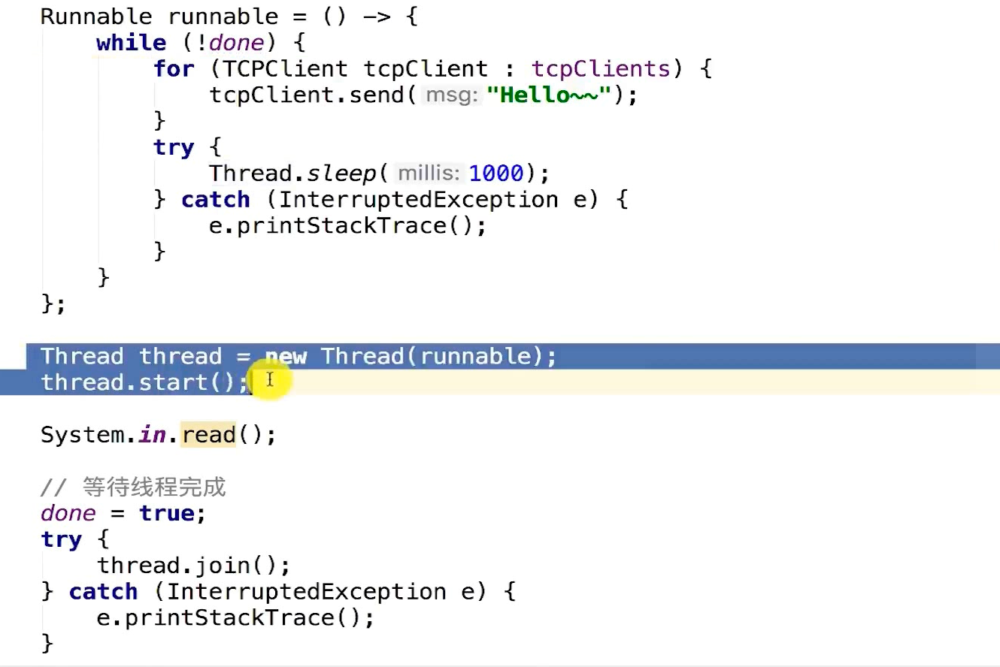 Runnable runnable = () -> {
while (!done) {
for (TCPClient tcpClient : tcpClients) {
tcpClient.send( msg: "Hello~~");
}
try {
Thread.sleep( millis: 1000);
} catch (InterruptedException e) {
e.printStackTrace();
}
}
};
Thread thread = new Thread(runnable);
thread.start();
System.in.read();
// 等待线程完成
done = true;
try {
thread.join();
} catch (InterruptedException e) {
e.printStackTrace();
}